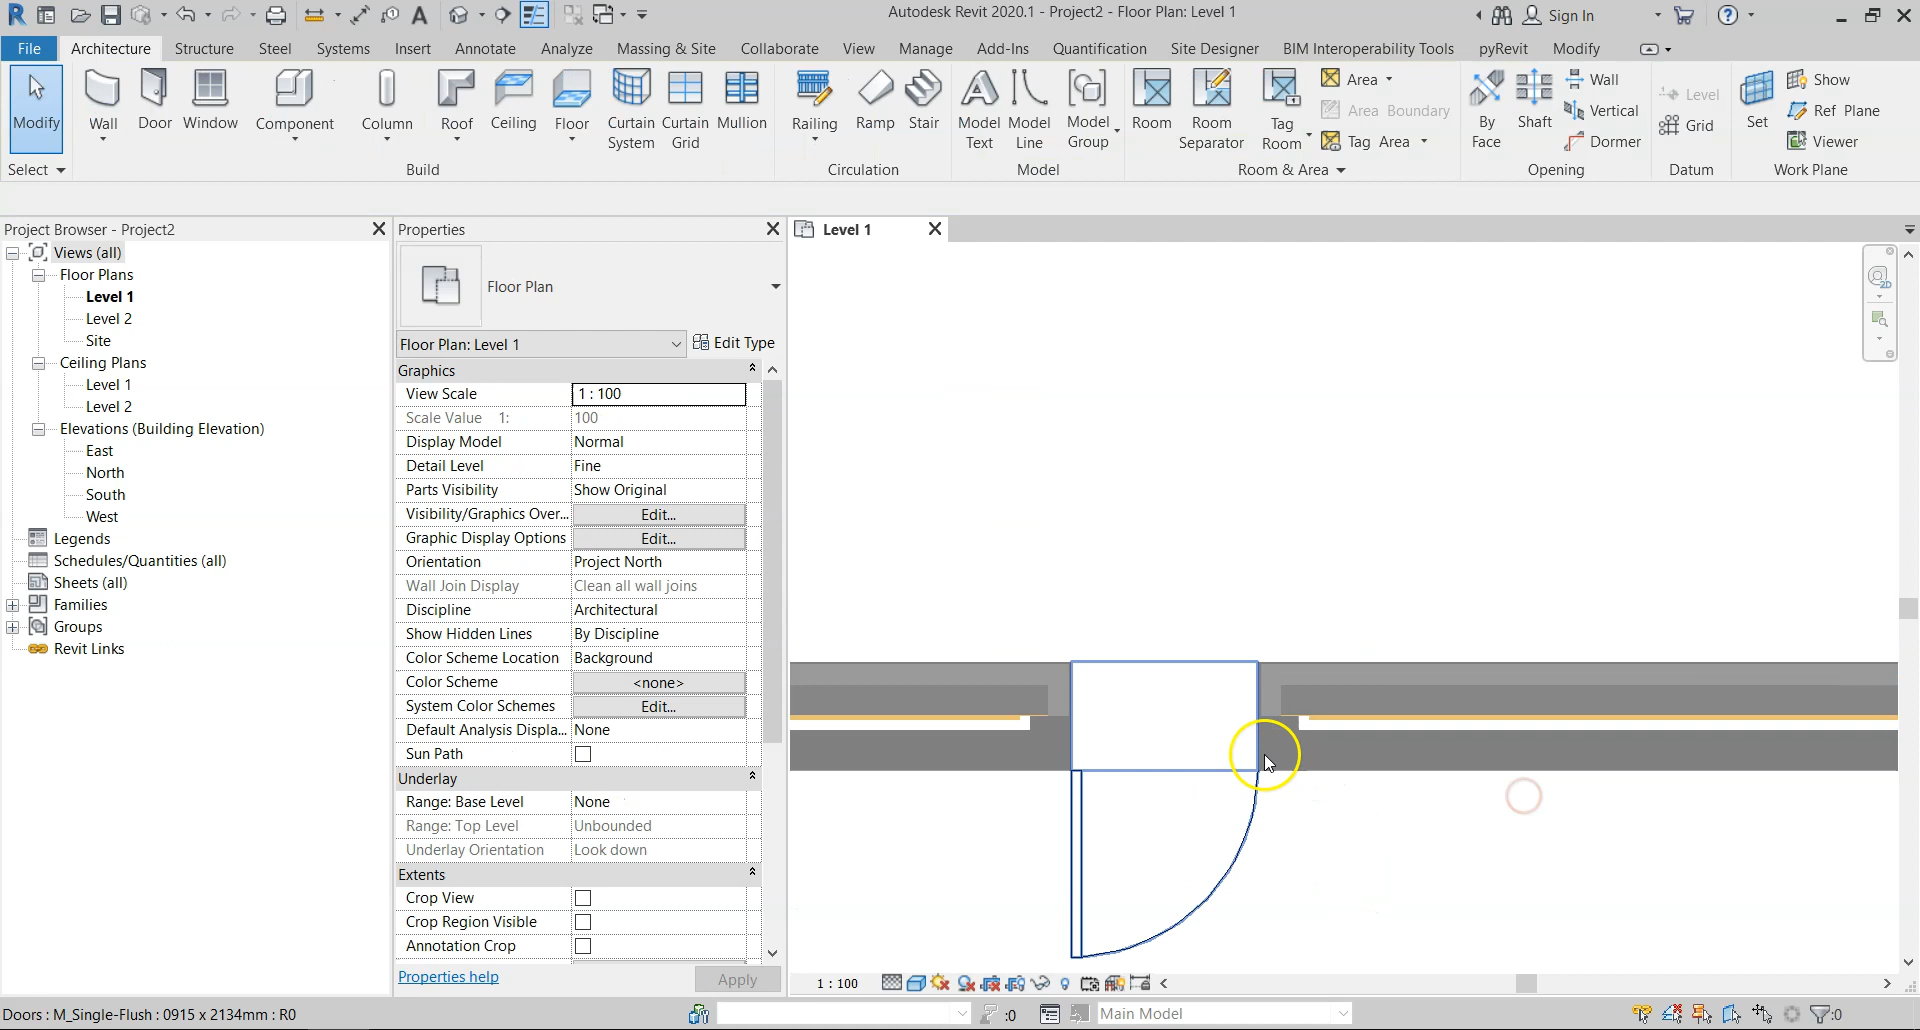 Autodesk Revit 2020.1 - Project2 - Floor Plan: Level 1
Sign In
File Architecture Structure Steel Systems Insert Annotate Analyze Massing & Site Collaborate View Manage Add-Ins Quantification Site Designer BIM Interoperability Tools pyRevit Modify
Modify
Wall
Door
Window
Component
Column
Roof
Ceiling
Floor
Curtain System
Curtain Grid
Mullion
Railing
Ramp
Stair
Model Text
Model Line
Model Group
Room
Room Separator
Tag Room
Area
Area Boundary
Tag Area
By Face
Shaft
Wall
Vertical
Dormer
Level
Grid
Set
Show
Ref Plane
Viewer
Select
Build
Circulation
Model
Room & Area
Opening
Datum
Work Plane
Project Browser - Project2
Views (all)
Floor Plans
Level 1
Level 2
Site
Ceiling Plans
Level 1
Level 2
Elevations (Building Elevation)
East
North
South
West
Legends
Schedules/Quantities (all)
Sheets (all)
Families
Groups
Revit Links
Properties
Floor Plan
Floor Plan: Level 1
Edit Type
Graphics
View Scale 1 : 100
Scale Value 1: 100
Display Model Normal
Detail Level Fine
Parts Visibility Show Original
Visibility/Graphics Over... Edit...
Graphic Display Options Edit...
Orientation Project North
Wall Join Display Clean all wall joins
Discipline Architectural
Show Hidden Lines By Discipline
Color Scheme Location Background
Color Scheme <none>
System Color Schemes Edit...
Default Analysis Displa... None
Sun Path
Underlay
Range: Base Level None
Range: Top Level Unbounded
Underlay Orientation Look down
Extents
Crop View
Crop Region Visible
Annotation Crop
Properties help
Apply
Level 1
2D
1 : 100
Doors : M_Single-Flush : 0915 x 2134mm : R0
:0
Main Model
:0